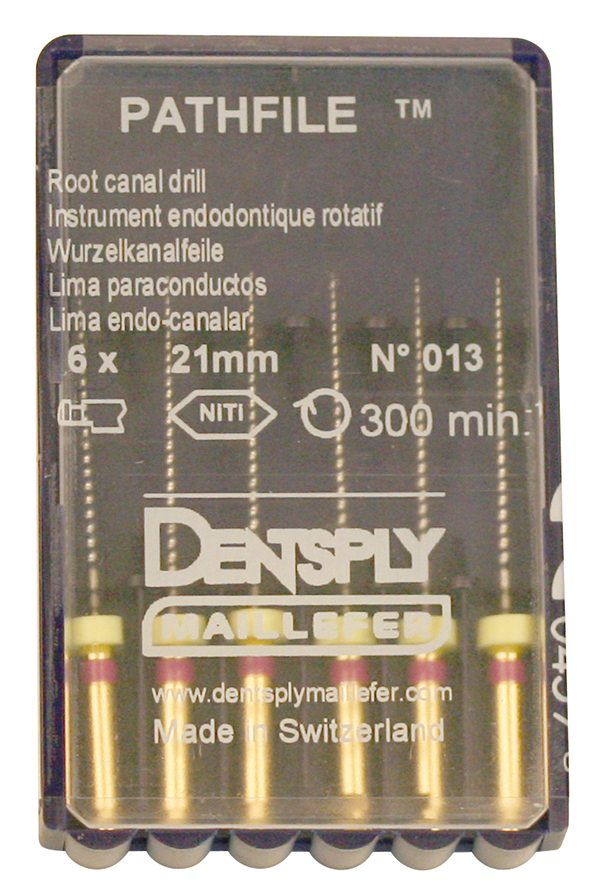 PATHFILE ™
Root canal drill
Instrument endodontique rotatif
Wurzelkanalfeile
Lima paraconductos
Lima endo-canalar
6 x 21mm N° 013
NITI 300 min.⁻¹
DENTSPLY
MAILLEFER
www.dentsplymaillefer.com
Made in Switzerland